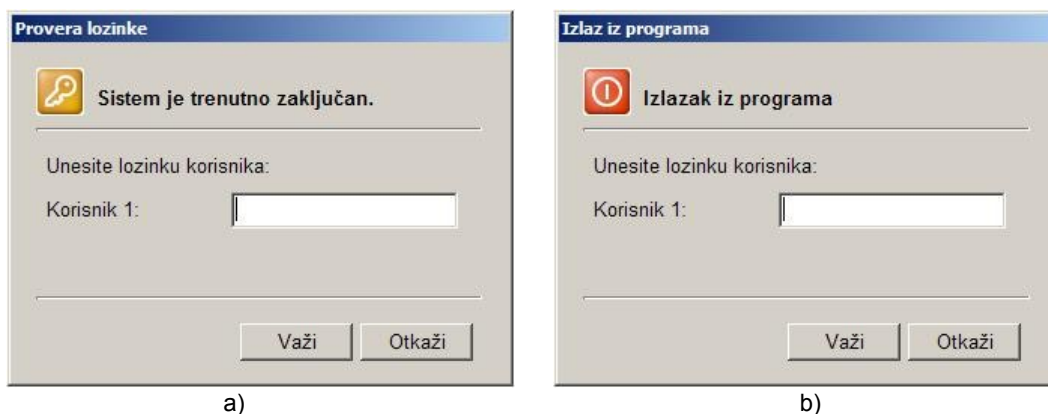 Provera lozinke
Sistem je trenutno zaključan.
Unesite lozinku korisnika:
Korisnik 1:
Važi
Otkaži
a)
Izlaz iz programa
Izlazak iz programa
Unesite lozinku korisnika:
Korisnik 1:
Važi
Otkaži
b)